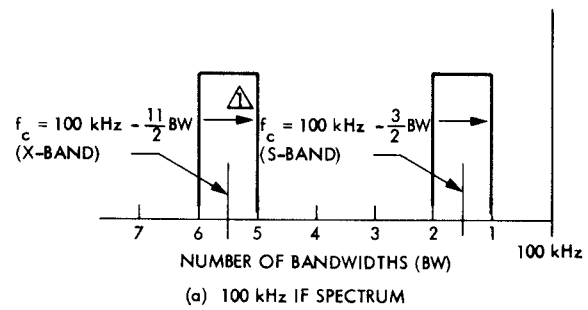 1
f_c = 100 kHz - 11/2 BW
(X-BAND)
f_c = 100 kHz - 3/2 BW
(S-BAND)
7 6 5 4 3 2 1
100 kHz
NUMBER OF BANDWIDTHS (BW)
(a) 100 kHz IF SPECTRUM